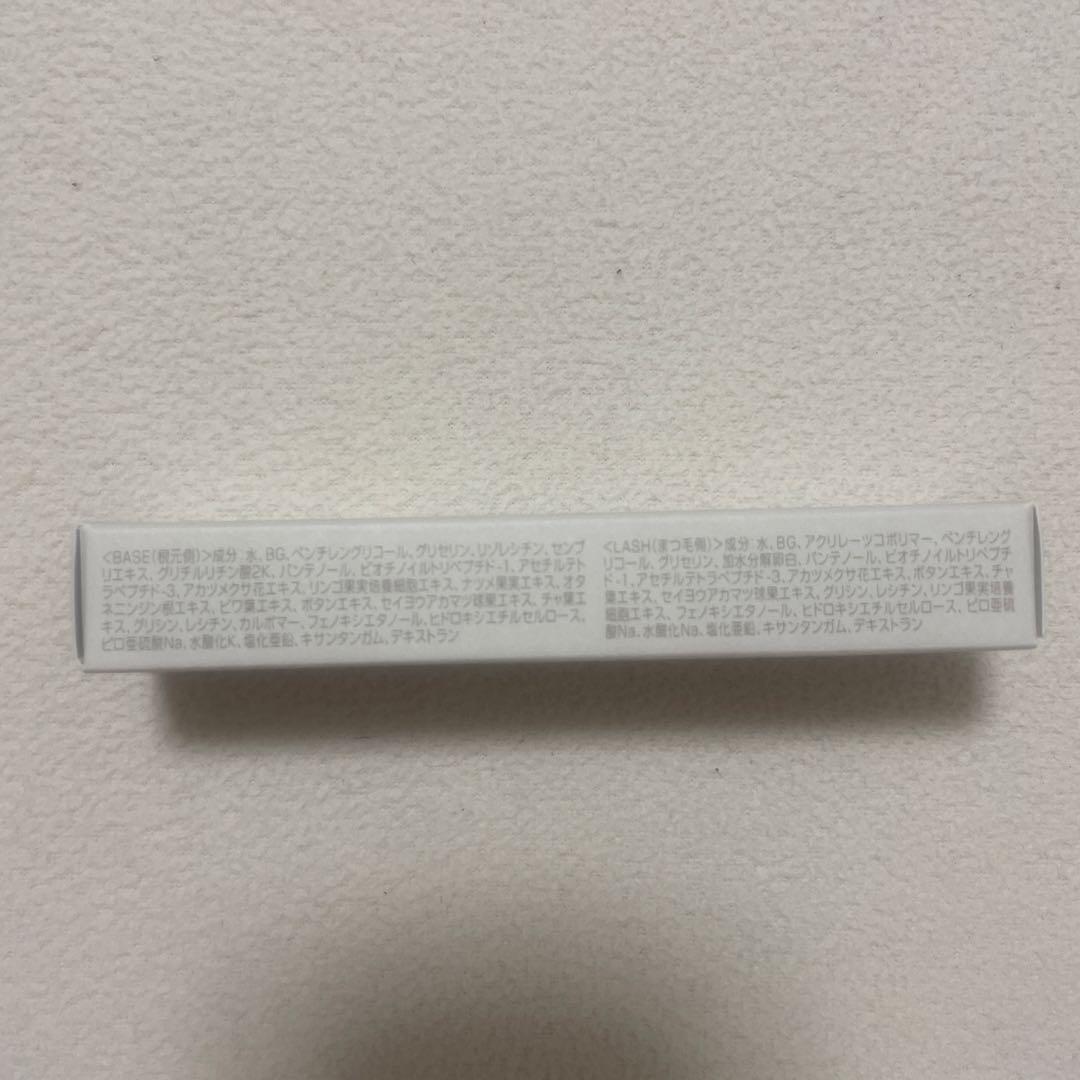 <BASE(根元側)>成分:水、BG、ペンチレングリコール、グリセリン、リゾレシチン、センブ
リエキス、グリチルリチン酸2K、パンテノール、ビオチノイルトリペプチド-1、アセチルテト
ラペプチド-3、アカツメクサ花エキス、リンゴ果実培養細胞エキス、ナツメ果実エキス、オタ
ネニンジン根エキス、ビワ葉エキス、ボタンエキス、セイヨウアカマツ球果エキス、チャ葉エ
キス、グリシン、レシチン、カルボマー、フェノキシエタノール、ヒドロキシエチルセルロース、
ピロ亜硫酸Na、水酸化K、塩化亜鉛、キサンタンガム、デキストラン
<LASH(まつ毛側)>成分:水、BG、アクリレーツコポリマー、ペンチレング
リコール、グリセリン、加水分解卵白、パンテノール、ビオチノイルトリペプチ
ド-1、アセチルテトラペプチド-3、アカツメクサ花エキス、ボタンエキス、チャ
葉エキス、セイヨウアカマツ球果エキス、グリシン、レシチン、リンゴ果実培養
細胞エキス、フェノキシエタノール、ヒドロキシエチルセルロース、ピロ亜硫
酸Na、水酸化Na、塩化亜鉛、キサンタンガム、デキストラン